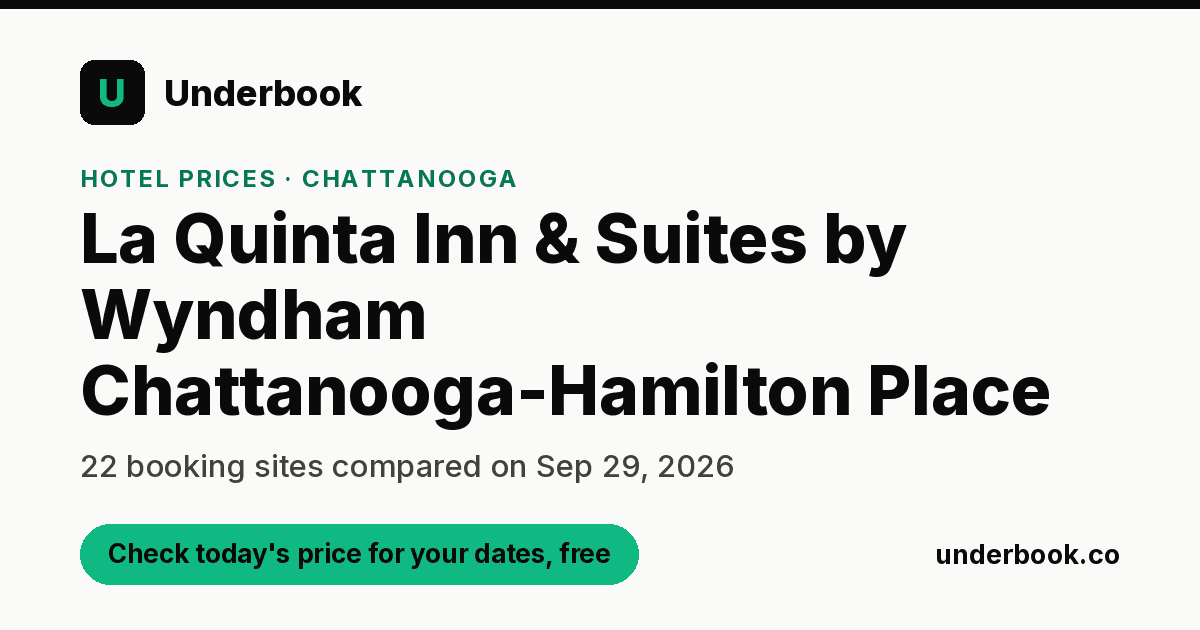 U Underbook
HOTEL PRICES · CHATTANOOGA
La Quinta Inn & Suites by
Wyndham
Chattanooga-Hamilton Place
22 booking sites compared on Sep 29, 2026
Check today's price for your dates, free
underbook.co